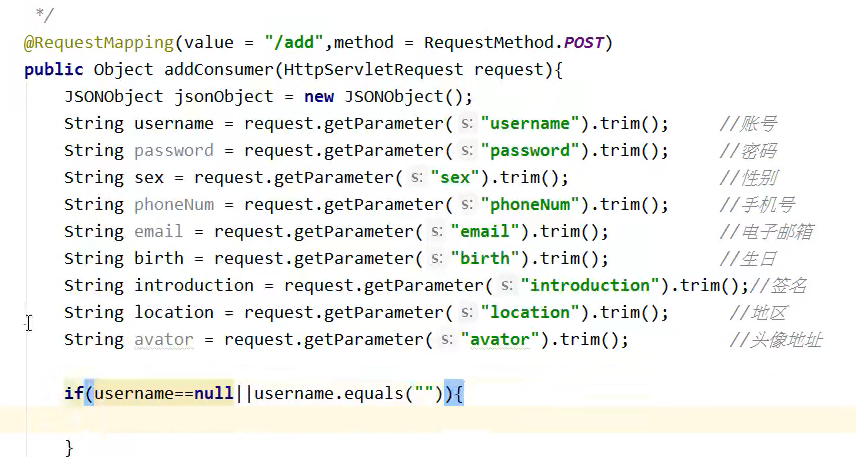 */
@RequestMapping(value = "/add",method = RequestMethod.POST)
public Object addConsumer(HttpServletRequest request){
JSONObject jsonObject = new JSONObject();
String username = request.getParameter( s: "username").trim(); //账号
String password = request.getParameter( s: "password").trim(); //密码
String sex = request.getParameter( s: "sex").trim(); //性别
String phoneNum = request.getParameter( s: "phoneNum").trim(); //手机号
String email = request.getParameter( s: "email").trim(); //电子邮箱
String birth = request.getParameter( s: "birth").trim(); //生日
String introduction = request.getParameter( s: "introduction").trim();//签名
String location = request.getParameter( s: "location").trim(); //地区
String avator = request.getParameter( s: "avator").trim(); //头像地址
if(username==null||username.equals("")){
}